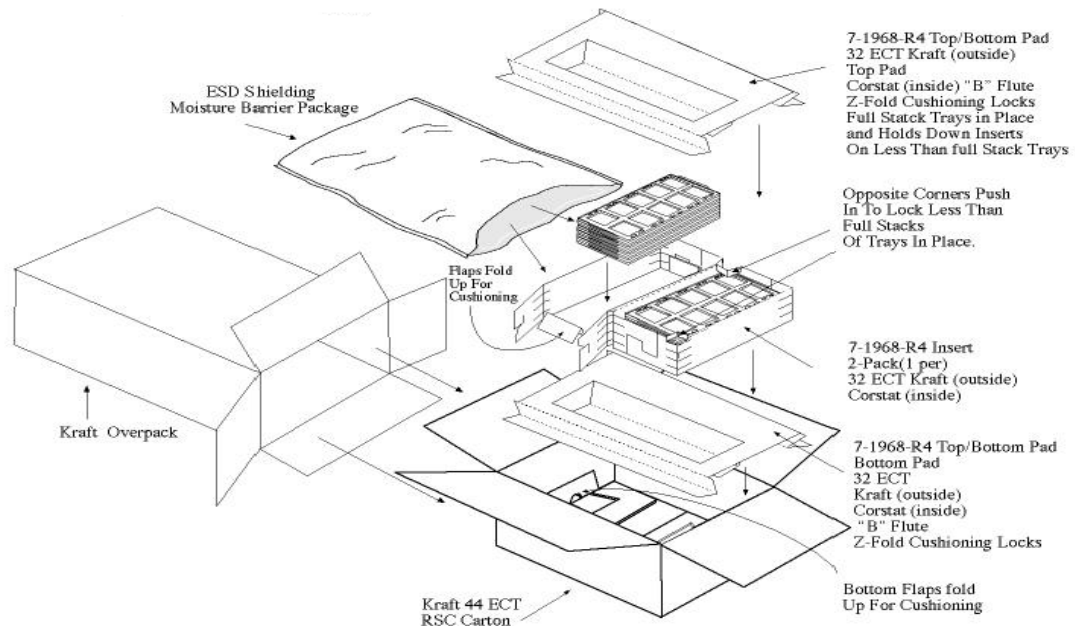 7-1968-R4 Top/Bottom Pad
32 ECT Kraft (outside)
Top Pad
Corstat (inside) "B" Flute
Z-Fold Cushioning Locks
Full Statck Trays in Place
and Holds Down Inserts
On Less Than full Stack Trays
ESD Shielding
Moisture Barrier Package
Opposite Corners Push
In To Lock Less Than
Full Stacks
Of Trays In Place.
Flaps Fold
Up For
Cushioning
7-1968-R4 Insert
2-Pack(1 per)
32 ECT Kraft (outside)
Corstat (inside)
Kraft Overpack
7-1968-R4 Top/Bottom Pad
Bottom Pad
32 ECT
Kraft (outside)
Corstat (inside)
"B" Flute
Z-Fold Cushioning Locks
Bottom Flaps fold
Up For Cushioning
Kraft 44 ECT
RSC Carton